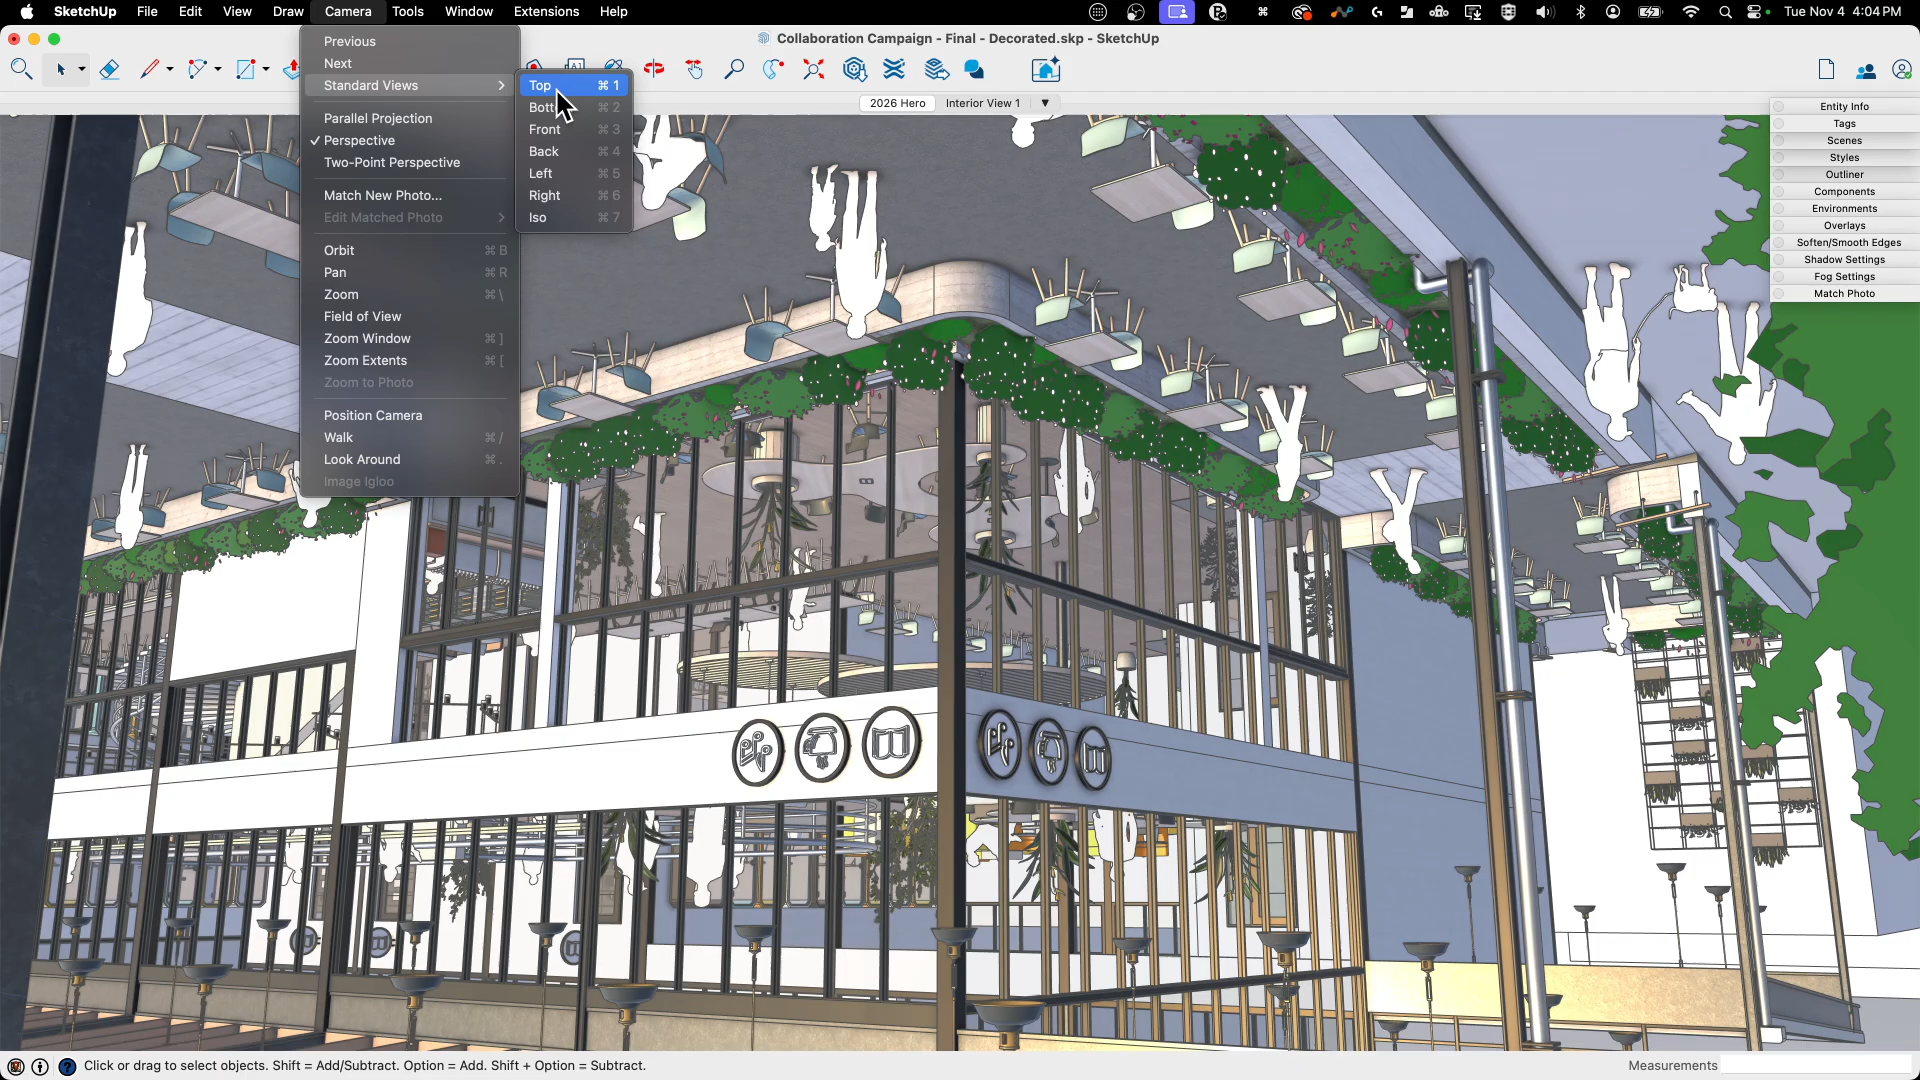 SketchUp File Edit View Draw Camera Tools Window Extensions Help Tue Nov 4 4:04 PM
Collaboration Campaign - Final - Decorated.skp - SketchUp
2026 Hero Interior View 1 ▼
Previous
Next
Standard Views
Parallel Projection
✓ Perspective
Two-Point Perspective
Match New Photo...
Edit Matched Photo
Orbit ⌘ B
Pan ⌘ R
Zoom ⌘ \
Field of View
Zoom Window ⌘ ]
Zoom Extents ⌘ [
Zoom to Photo
Position Camera
Walk ⌘ /
Look Around ⌘ .
Image Igloo
Top ⌘ 1
⌘ 2
Front ⌘ 3
Back ⌘ 4
Left ⌘ 5
Right ⌘ 6
Iso ⌘ 7
Entity Info
Tags
Scenes
Styles
Outliner
Components
Environments
Overlays
Soften/Smooth Edges
Shadow Settings
Fog Settings
Match Photo
Click or drag to select objects. Shift = Add/Subtract. Option = Add. Shift + Option = Subtract.
Measurements